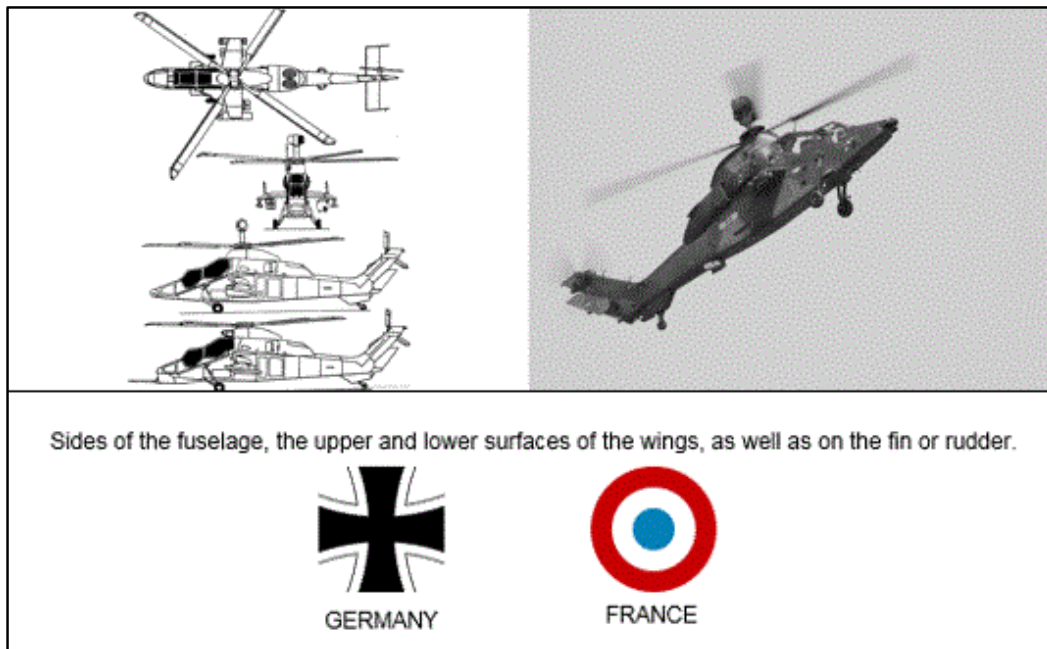 Sides of the fuselage, the upper and lower surfaces of the wings, as well as on the fin or rudder.
GERMANY
FRANCE